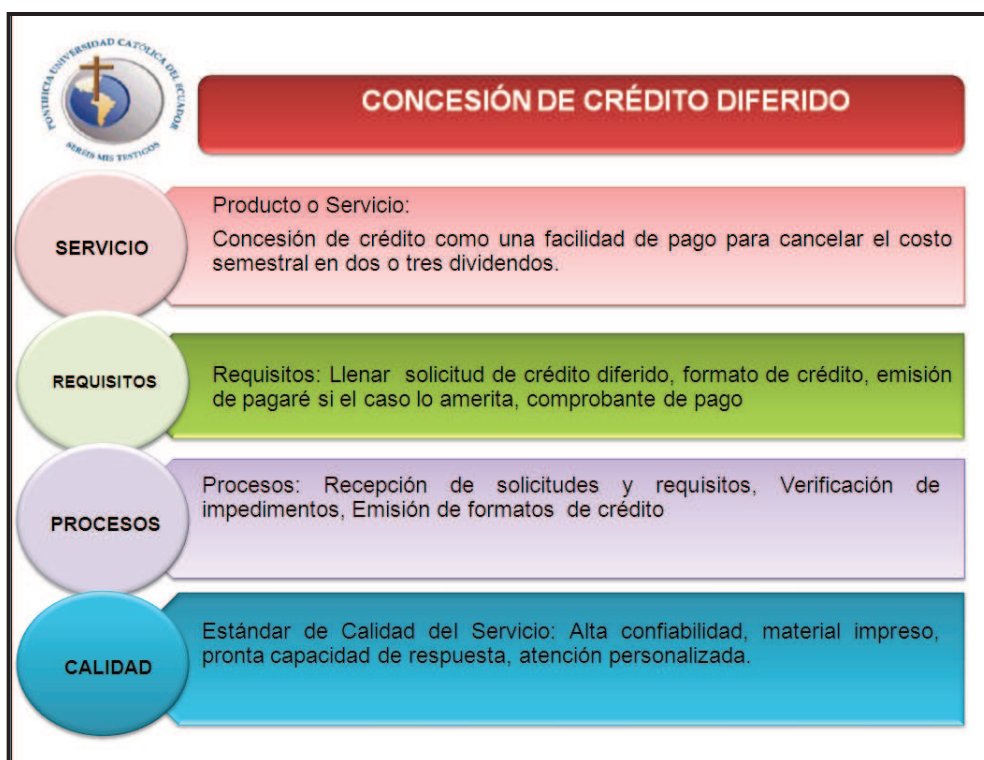 PONTIFICIA UNIVERSIDAD CATÓLICA DEL ECUADOR
SERÉIS MIS TESTIGOS
CONCESIÓN DE CRÉDITO DIFERIDO
SERVICIO
Producto o Servicio:
Concesión de crédito como una facilidad de pago para cancelar el costo
semestral en dos o tres dividendos.
REQUISITOS
Requisitos: Llenar solicitud de crédito diferido, formato de crédito, emisión
de pagaré si el caso lo amerita, comprobante de pago
PROCESOS
Procesos: Recepción de solicitudes y requisitos, Verificación de
impedimentos, Emisión de formatos de crédito
CALIDAD
Estándar de Calidad del Servicio: Alta confiabilidad, material impreso,
pronta capacidad de respuesta, atención personalizada.